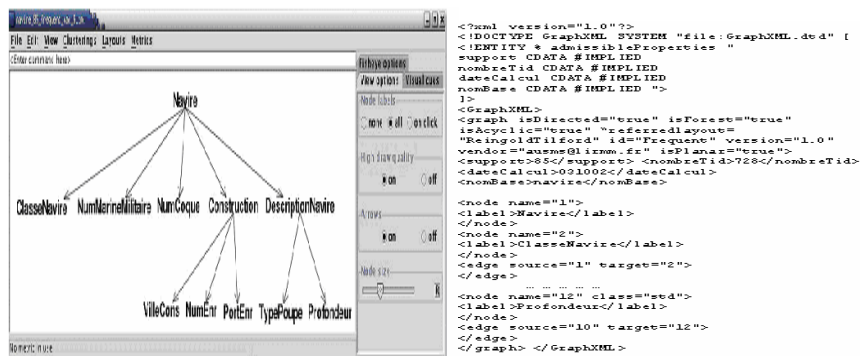 File Edit View Clusterings Layouts Metrics
<Enter command here>
Navire
ClasseNavire NumMarineMilitaire NumCoque Construction DescriptionNavire
VilleCons NumEnr PortEnr TypePoupe Profondeur
No metric in use
Fisheye options
View options Visual cues
Node labels
none all on click
High draw quality
on off
Arrows
on off
Node size
<?xml version="1.0"?>
<!DOCTYPE GraphXML SYSTEM "file:GraphXML.dtd" [
<!ENTITY % admissibleProperties "
support CDATA #IMPLIED
nombreTid CDATA #IMPLIED
dateCalcul CDATA #IMPLIED
nomBase CDATA #IMPLIED ">
]>
<GraphXML>
<graph isDirected="true" isForest="true"
isAcyclic="true" "referredlayout=
"ReingoldTilford" id="Frequent" version="1.0"
vendor="ausms@lirmm.fr" isPlanar="true">
<support>85</support> <nombreTid>728</nombreTid>
<dateCalcul>031002</dateCalcul>
<nomBase>navire</nomBase>
<node name="1">
<label>Navire</label>
</node>
<node name="2">
<label>ClasseNavire</label>
</node>
<edge source="1" target="2">
</edge>
... ... ... ... ...
<node name="12" class="std">
<label>Profondeur</label>
</node>
<edge source="10" target="12">
</edge>
</graph> </GraphXML>